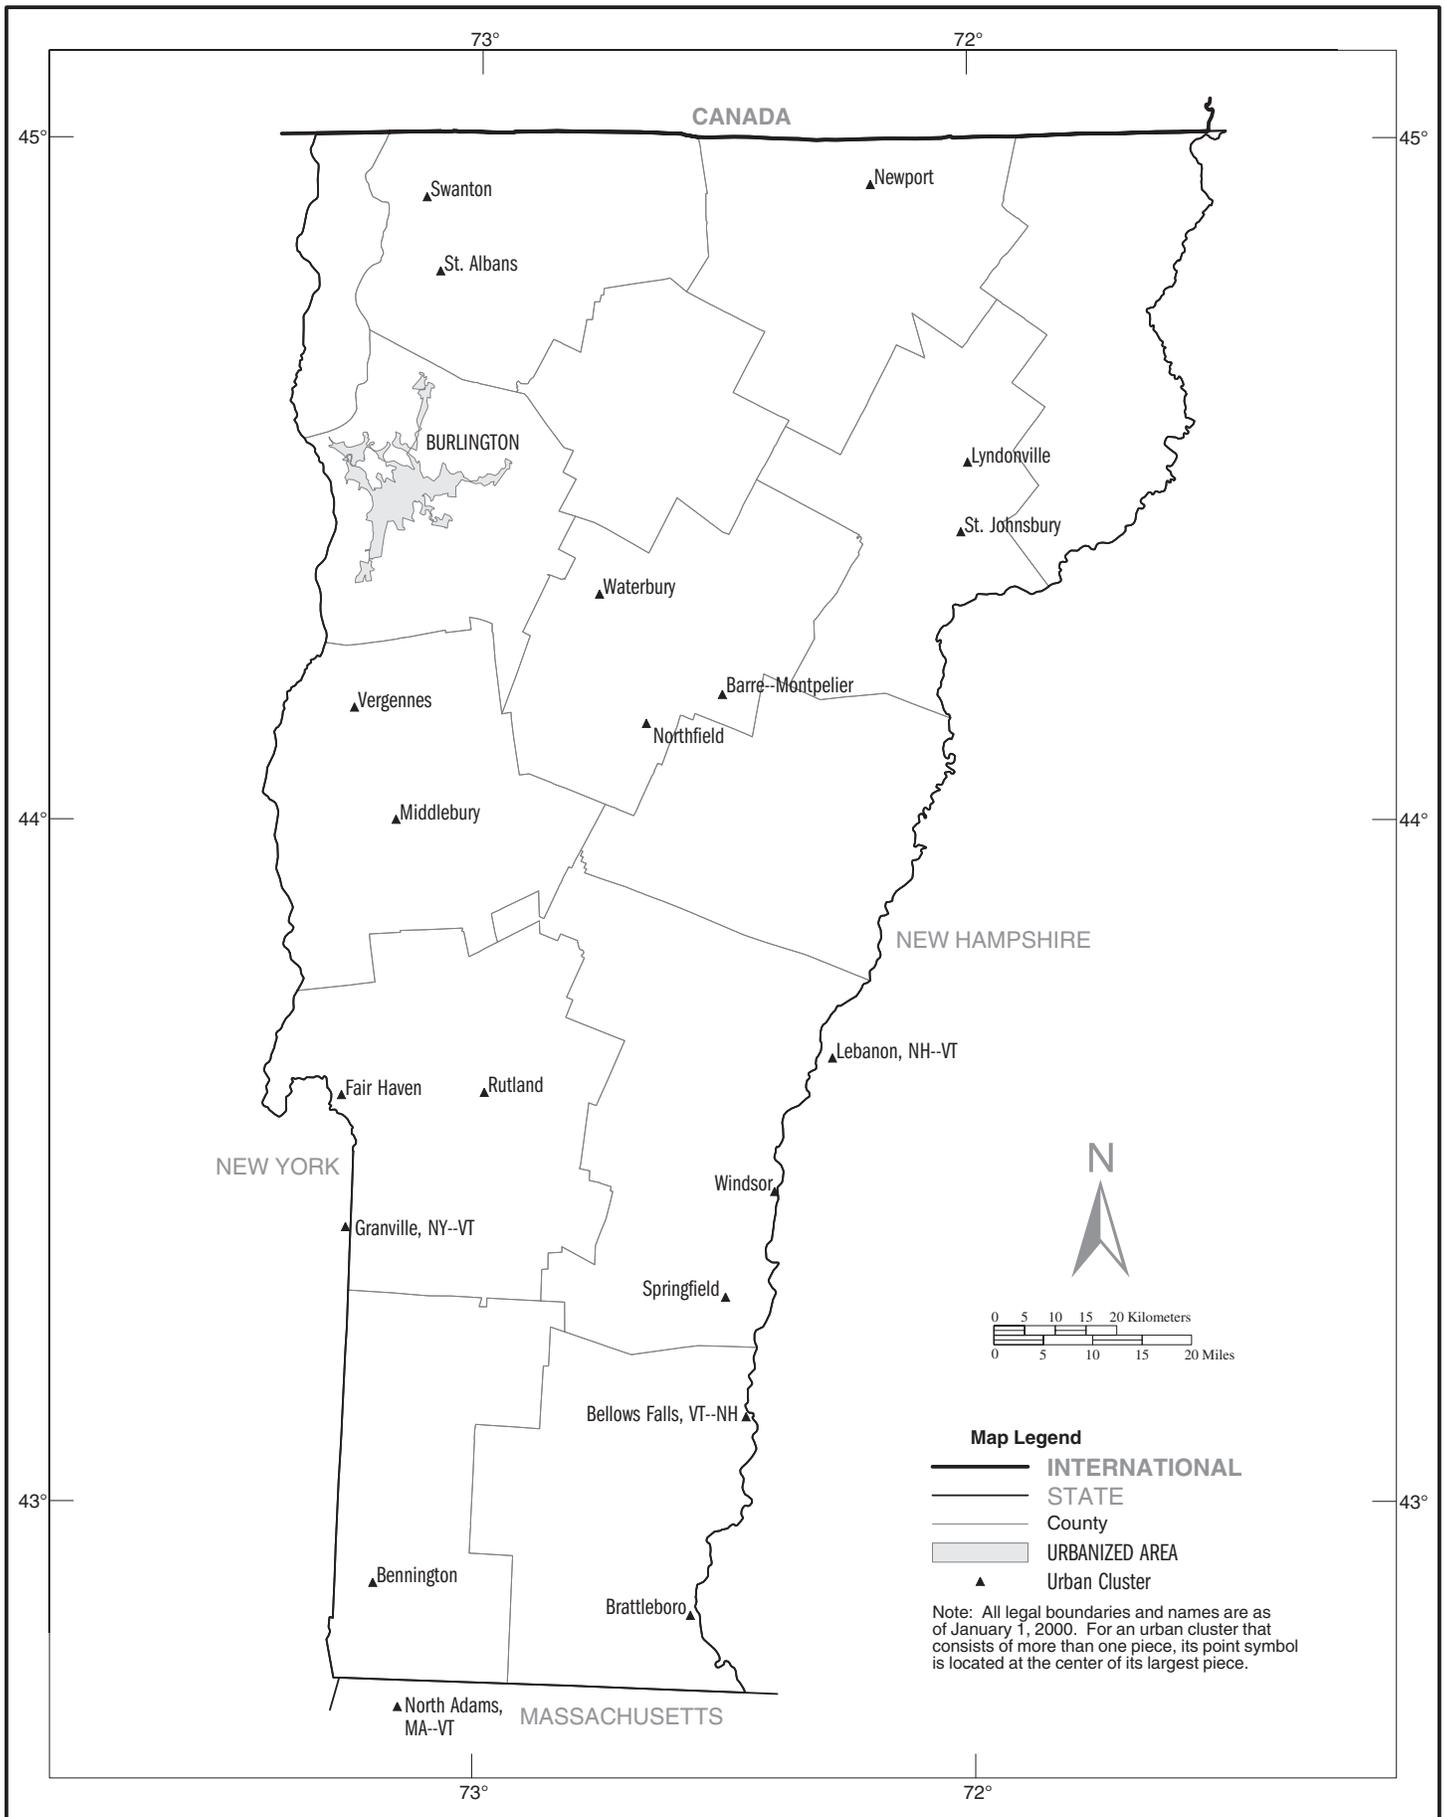 73°
72°
CANADA
45°
45°
Newport
Swanton
St. Albans
BURLINGTON
Lyndonville
St. Johnsbury
Waterbury
Barre--Montpelier
Vergennes
Northfield
Middlebury
44°
44°
NEW HAMPSHIRE
Lebanon, NH--VT
Fair Haven
Rutland
NEW YORK
N
Windsor
Granville, NY--VT
Springfield
0 5 10 15 20 Kilometers
0 5 10 15 20 Miles
Bellows Falls, VT--NH
Map Legend
INTERNATIONAL
STATE
43°
43°
County
URBANIZED AREA
Urban Cluster
Bennington
Brattleboro
Note: All legal boundaries and names are as
of January 1, 2000. For an urban cluster that
consists of more than one piece, its point symbol
is located at the center of its largest piece.
North Adams,
MA--VT
MASSACHUSETTS
73°
72°